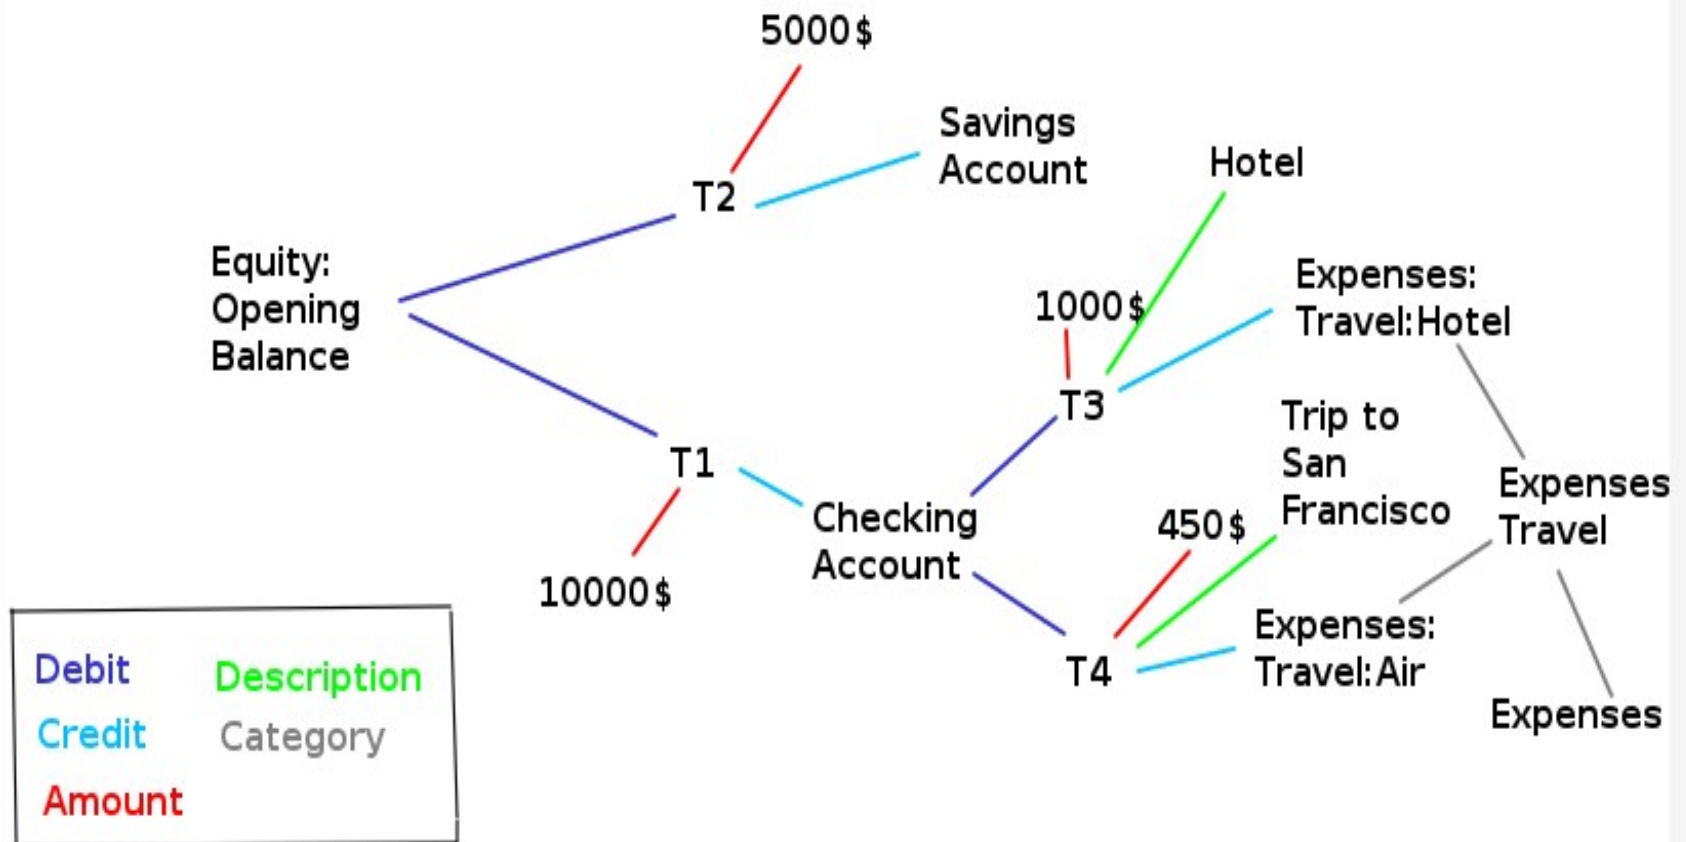 5000$
Savings
Account
T2
Hotel
Equity:
Opening
Balance
1000$
Expenses:
Travel:Hotel
T3
T1
Trip to
San
Francisco
10000$
Checking
Account
450$
Expenses
Travel
T4
Expenses:
Travel:Air
Expenses
Debit
Description
Credit
Category
Amount